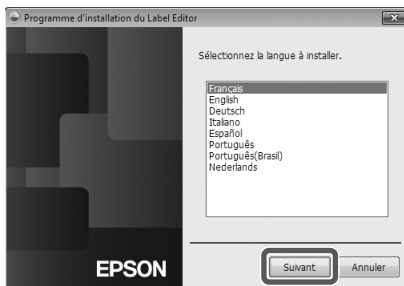 Programme d'installation du Label Editor
Sélectionnez la langue à installer.
Français
English
Deutsch
Italiano
Español
Português
Português(Brasil)
Nederlands
EPSON
Suivant
Annuler